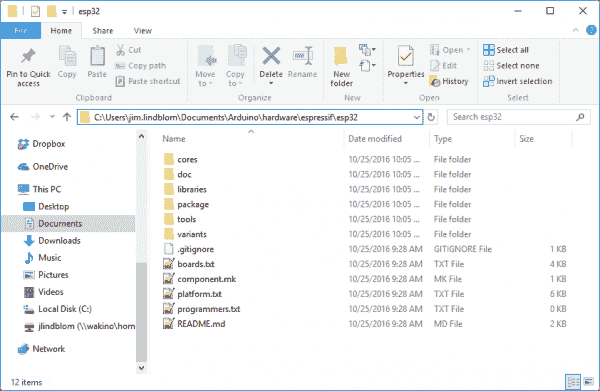 esp32
File Home Share View
Pin to Quick access
Copy
Paste
Cut
Copy path
Paste shortcut
Clipboard
Move to
Copy to
Delete
Rename
Organize
New folder
New
Properties
Open
Edit
History
Open
Select all
Select none
Invert selection
Select
C:\Users\jim.lindblom\Documents\Arduino\hardware\espressif\esp32
Search esp32
Name Date modified Type Size
Dropbox
OneDrive
This PC
Desktop
Documents
Downloads
Music
Pictures
Videos
Local Disk (C:)
jlindblom (\\wakino\hom
Network
cores 10/25/2016 10:05 ... File folder
doc 10/25/2016 10:05 ... File folder
libraries 10/25/2016 10:05 ... File folder
package 10/25/2016 10:05 ... File folder
tools 10/25/2016 10:05 ... File folder
variants 10/25/2016 10:05 ... File folder
.gitignore 10/25/2016 9:28 AM GITIGNORE File 1 KB
boards.txt 10/25/2016 9:28 AM TXT File 4 KB
component.mk 10/25/2016 9:28 AM MK File 1 KB
platform.txt 10/25/2016 9:28 AM TXT File 6 KB
programmers.txt 10/25/2016 9:28 AM TXT File 0 KB
README.md 10/25/2016 9:28 AM MD File 2 KB
12 items